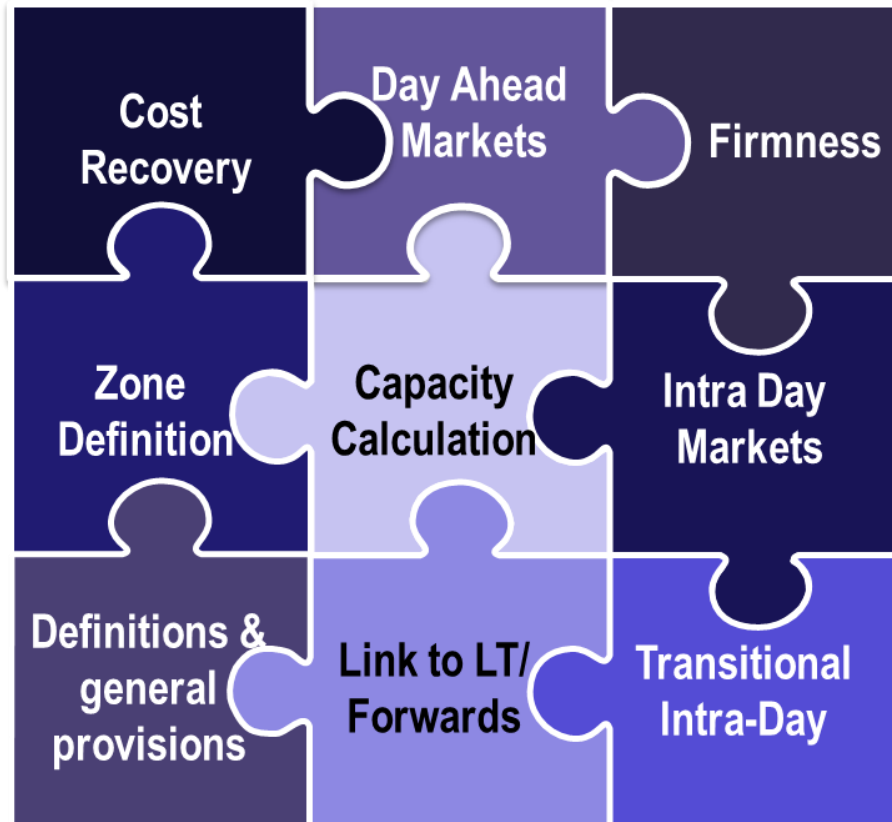 Cost
Recovery
Day Ahead
Markets
Firmness
Zone
Definition
Capacity
Calculation
Intra Day
Markets
Definitions &
general
provisions
Link to LT/
Forwards
Transitional
Intra-Day